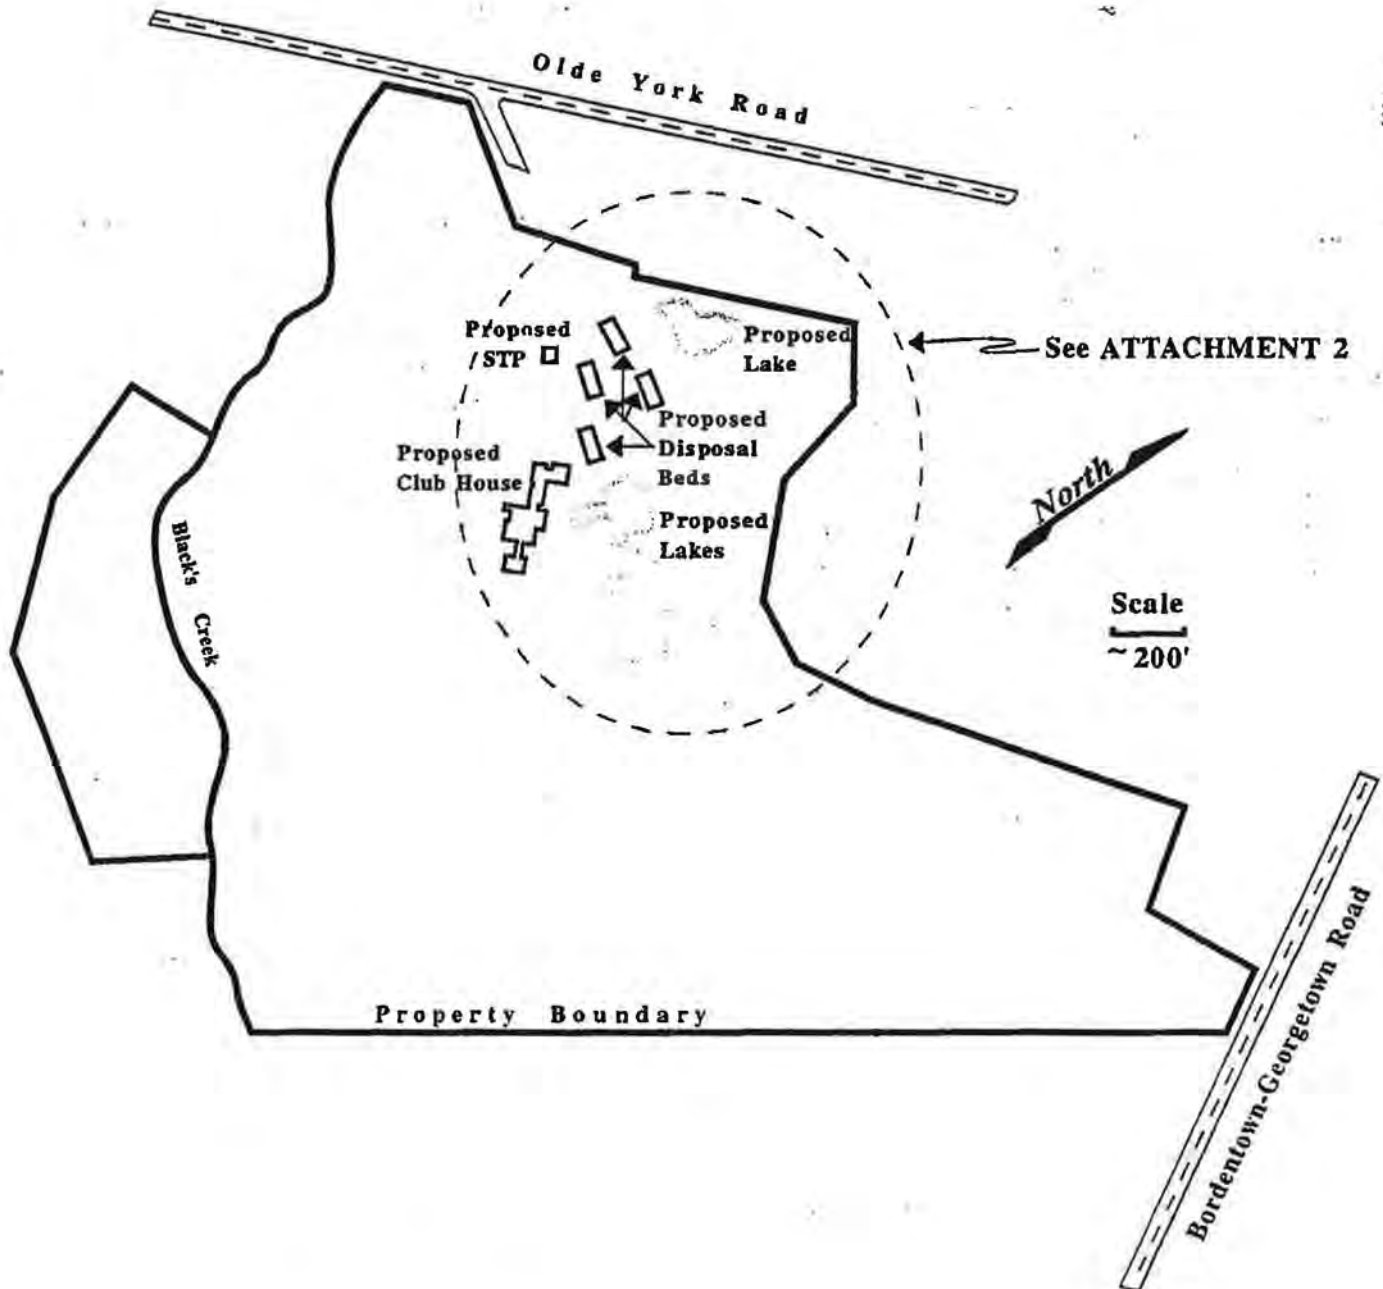 Olde York Road
Proposed
STP
Proposed
Lake
See ATTACHMENT 2
Proposed
Disposal
Beds
Proposed
Club House
Proposed
Lakes
North
Black's Creek
Scale
~ 200'
Property Boundary
Bordentown-Georgetown Road